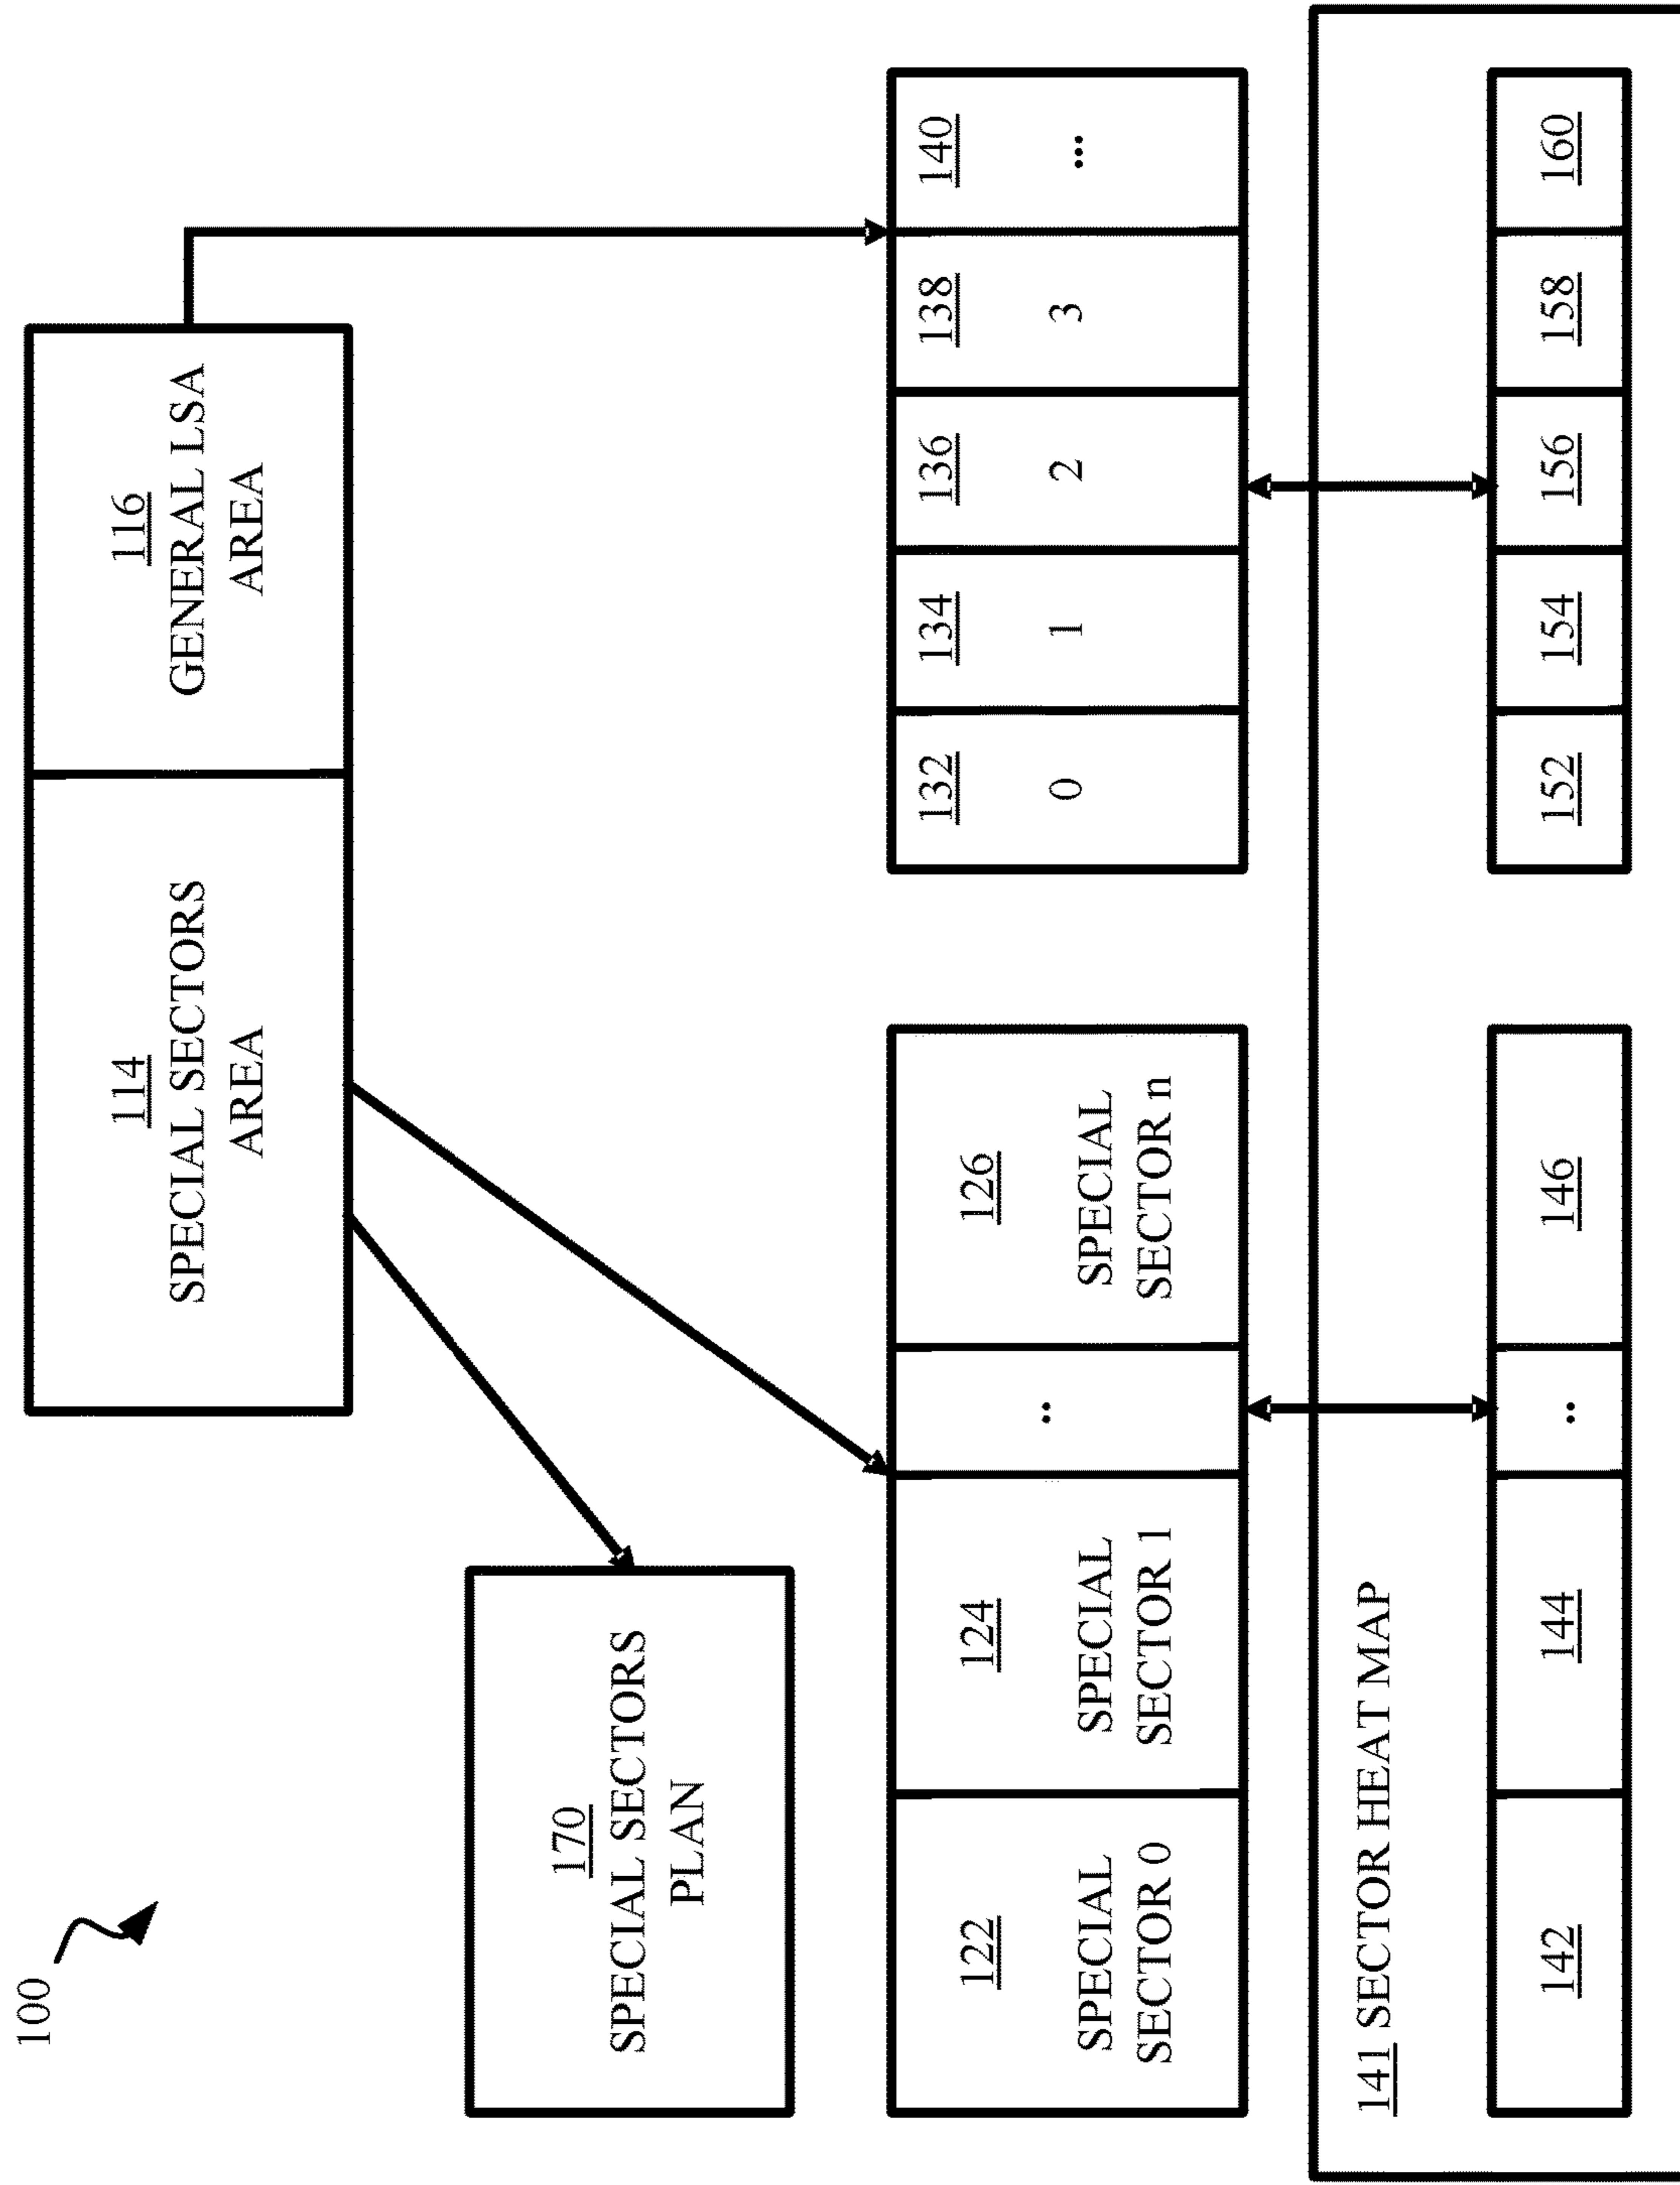 100
114
SPECIAL SECTORS
AREA
116
GENERAL LSA
AREA
170
SPECIAL SECTORS
PLAN
122
SPECIAL
SECTOR 0
124
SPECIAL
SECTOR 1
..
126
SPECIAL
SECTOR n
132
0
134
1
136
2
138
3
140
...
141 SECTOR HEAT MAP
142
144
..
146
152
154
156
158
160